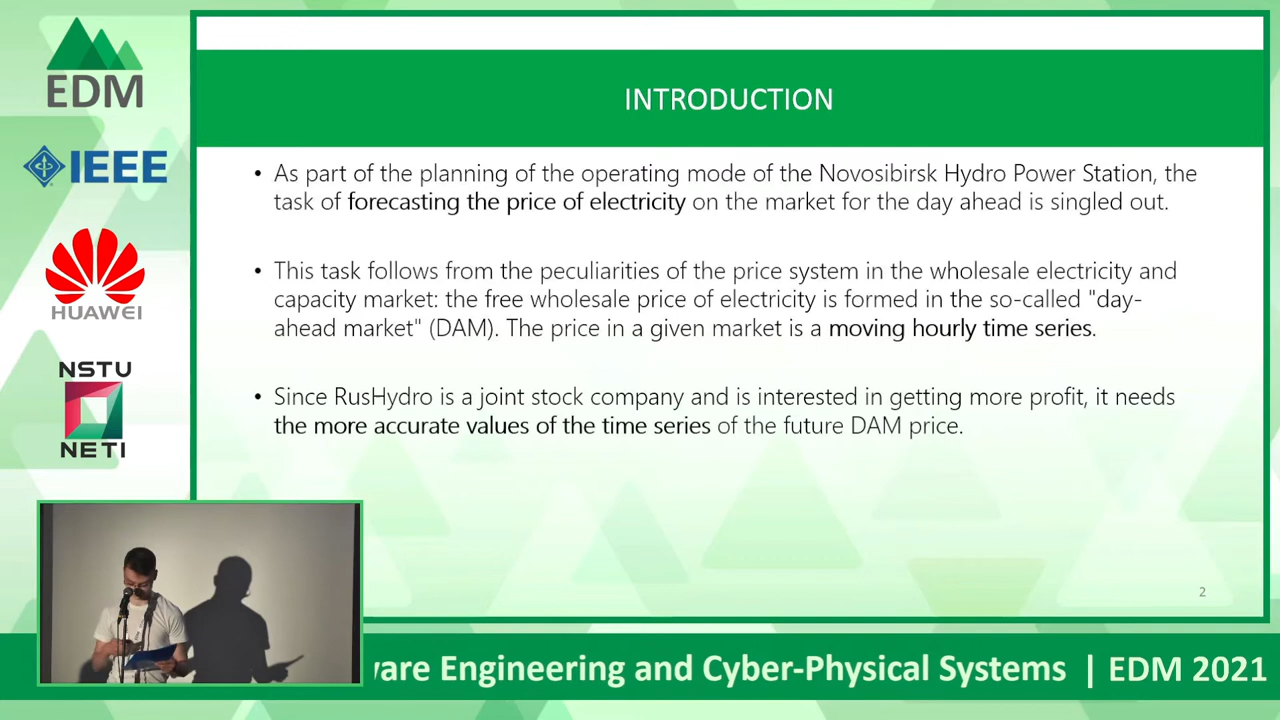 EDM
IEEE
HUAWEI
NSTU
NETI
INTRODUCTION
• As part of the planning of the operating mode of the Novosibirsk Hydro Power Station, the
task of forecasting the price of electricity on the market for the day ahead is singled out.
• This task follows from the peculiarities of the price system in the wholesale electricity and
capacity market: the free wholesale price of electricity is formed in the so-called "day-
ahead market" (DAM). The price in a given market is a moving hourly time series.
• Since RusHydro is a joint stock company and is interested in getting more profit, it needs
the more accurate values of the time series of the future DAM price.
2
ware Engineering and Cyber-Physical Systems | EDM 2021